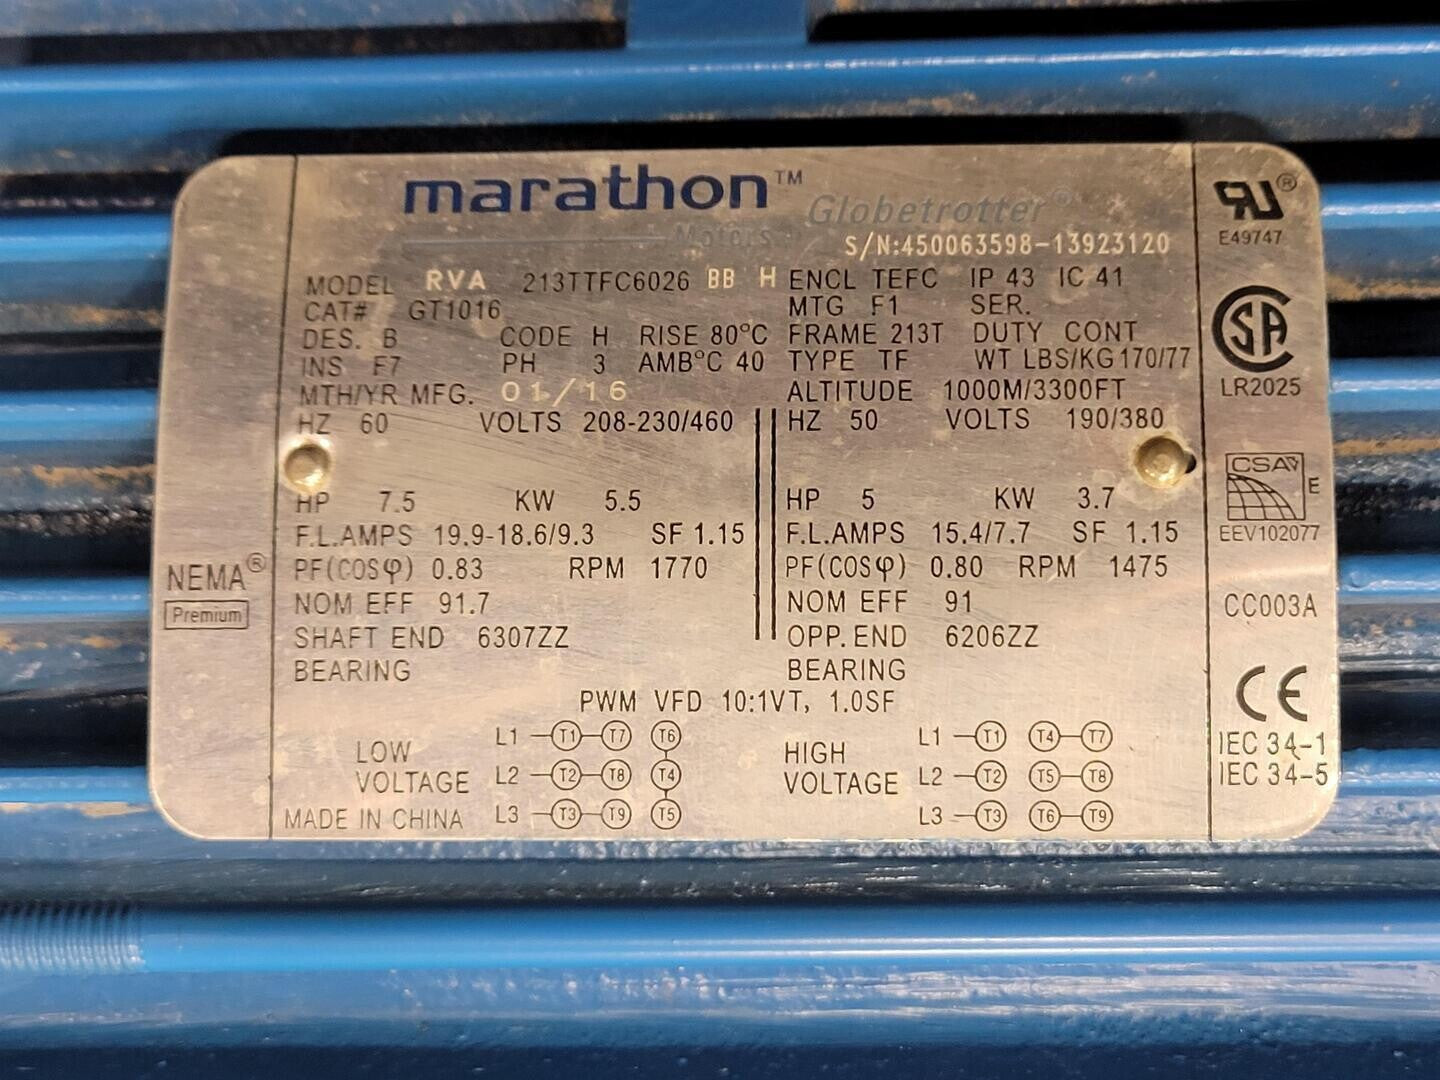 marathon™
Motors Globetrotter®
S/N:450063598-13923120
MODEL RVA 213TTFC6026 BB H ENCL TEFC IP 43 IC 41
CAT# GT1016 MTG F1 SER.
DES. B CODE H RISE 80°C FRAME 213T DUTY CONT
INS F7 PH 3 AMB°C 40 TYPE TF WT LBS/KG 170/77
MTH/YR MFG. 01/16 ALTITUDE 1000M/3300FT
HZ 60 VOLTS 208-230/460 HZ 50 VOLTS 190/380
HP 7.5 KW 5.5 HP 5 KW 3.7
F.L.AMPS 19.9-18.6/9.3 SF 1.15 F.L.AMPS 15.4/7.7 SF 1.15
PF(COSφ) 0.83 RPM 1770 PF(COSφ) 0.80 RPM 1475
NOM EFF 91.7 NOM EFF 91
SHAFT END 6307ZZ OPP.END 6206ZZ
BEARING BEARING
PWM VFD 10:1VT, 1.0SF
LOW VOLTAGE
L1 T1 T7 T6
L2 T2 T8 T4
L3 T3 T9 T5
HIGH VOLTAGE
L1 T1 T4 T7
L2 T2 T5 T8
L3 T3 T6 T9
MADE IN CHINA
NEMA®
Premium
RU®
E49747
CSA
LR2025
CSA E
EEV102077
CC003A
CE
IEC 34-1
IEC 34-5